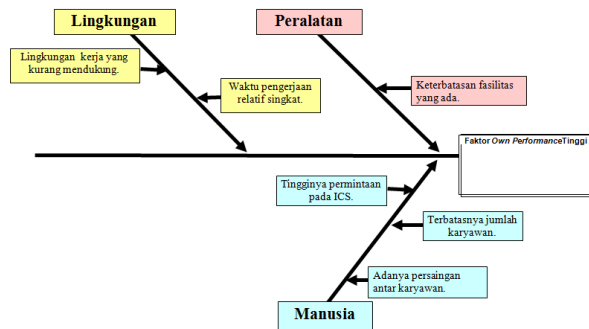 Lingkungan
Peralatan
Lingkungan kerja yang
kurang mendukung.
Waktu pengerjaan
relatif singkat.
Keterbatasan fasilitas
yang ada.
Faktor Own PerformanceTinggi
Tingginya permintaan
pada ICS.
Terbatasnya jumlah
karyawan.
Adanya persaingan
antar karyawan.
Manusia